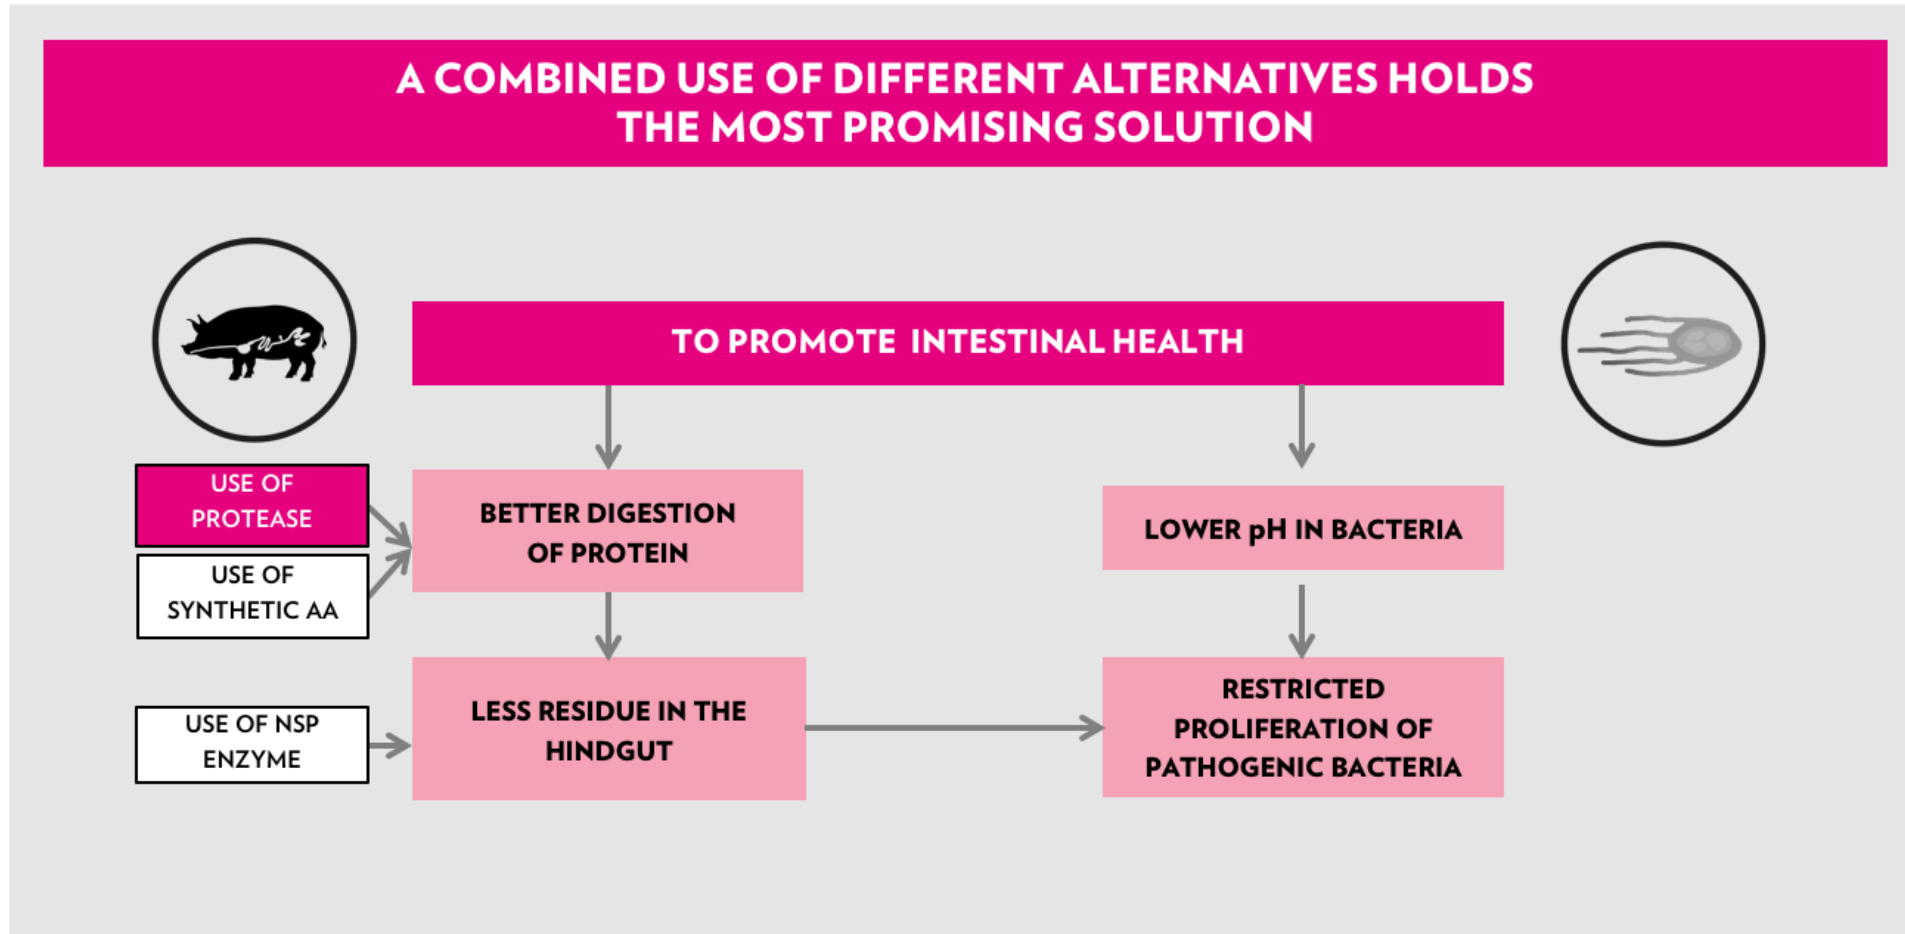 A COMBINED USE OF DIFFERENT ALTERNATIVES HOLDS
THE MOST PROMISING SOLUTION
TO PROMOTE INTESTINAL HEALTH
USE OF
PROTEASE
USE OF
SYNTHETIC AA
BETTER DIGESTION
OF PROTEIN
LOWER pH IN BACTERIA
USE OF NSP
ENZYME
LESS RESIDUE IN THE
HINDGUT
RESTRICTED
PROLIFERATION OF
PATHOGENIC BACTERIA